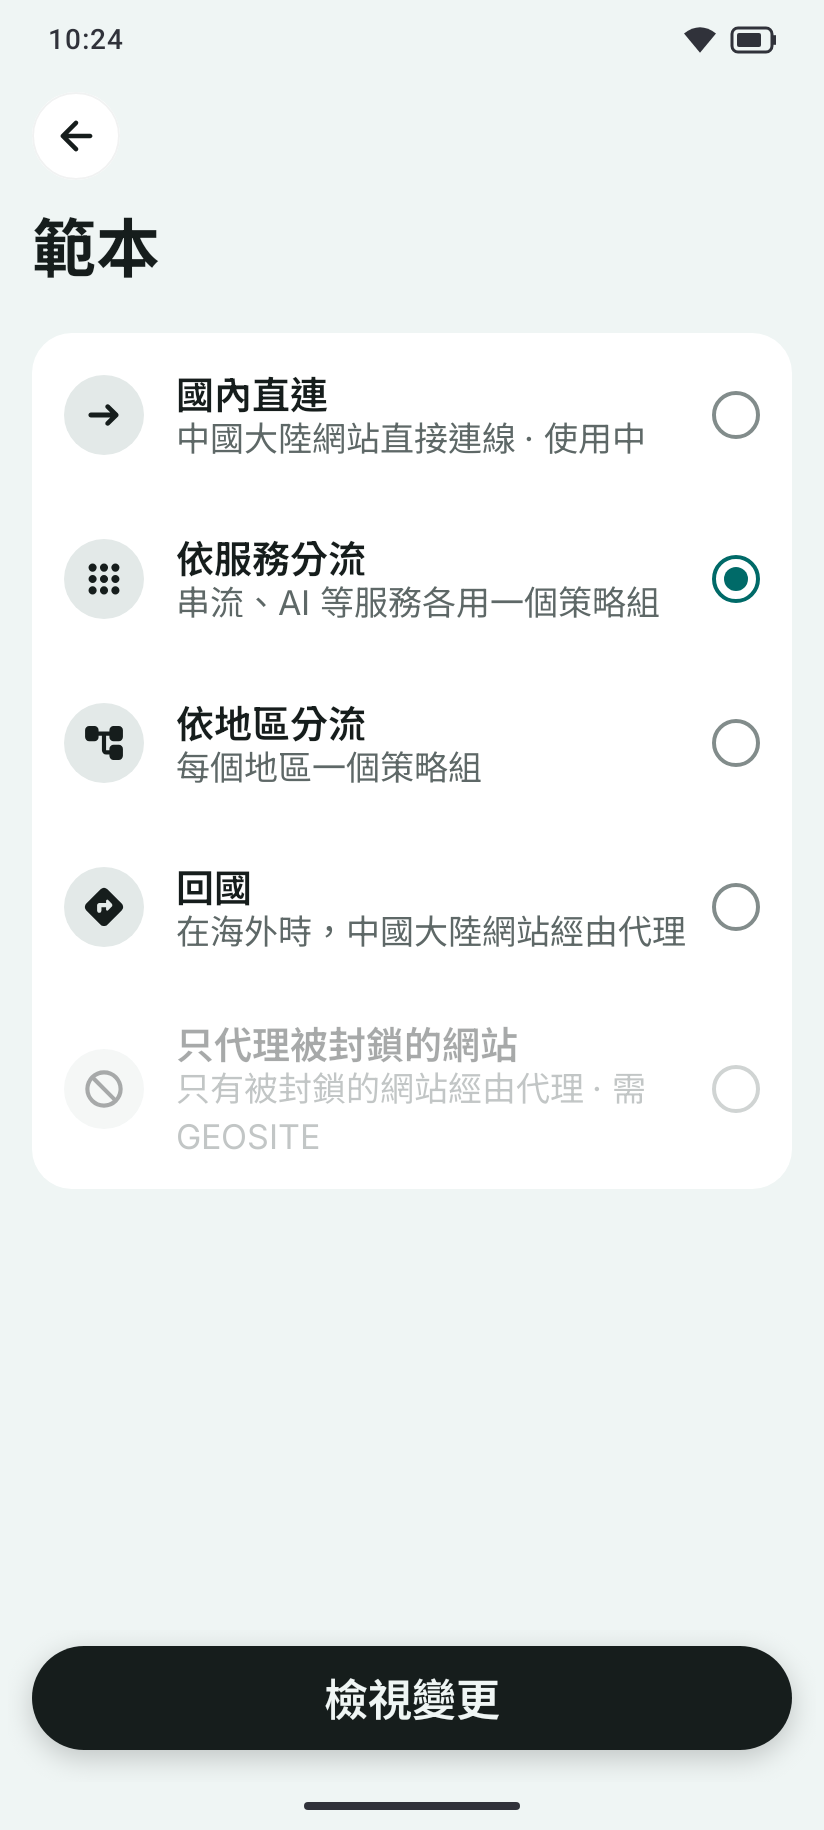 10:24
範本
國內直連
中國大陸網站直接連線 · 使用中
依服務分流
串流、AI 等服務各用一個策略組
依地區分流
每個地區一個策略組
回國
在海外時，中國大陸網站經由代理
只代理被封鎖的網站
只有被封鎖的網站經由代理 · 需
GEOSITE
檢視變更